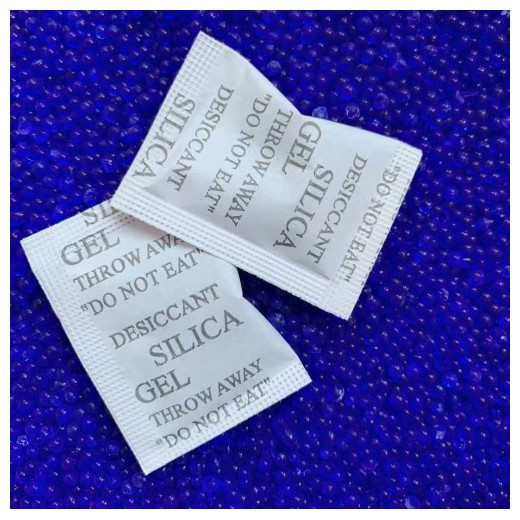 SILICA
DESICCANT
"DO NOT EAT"
THROW AWAY
GEL
SILICA
DESICCANT
"DO NOT EAT"
GEL
THROW AWAY
"DO NOT EAT"
DESICCANT
SILICA
GEL
THROW AWAY
"DO NOT EAT"